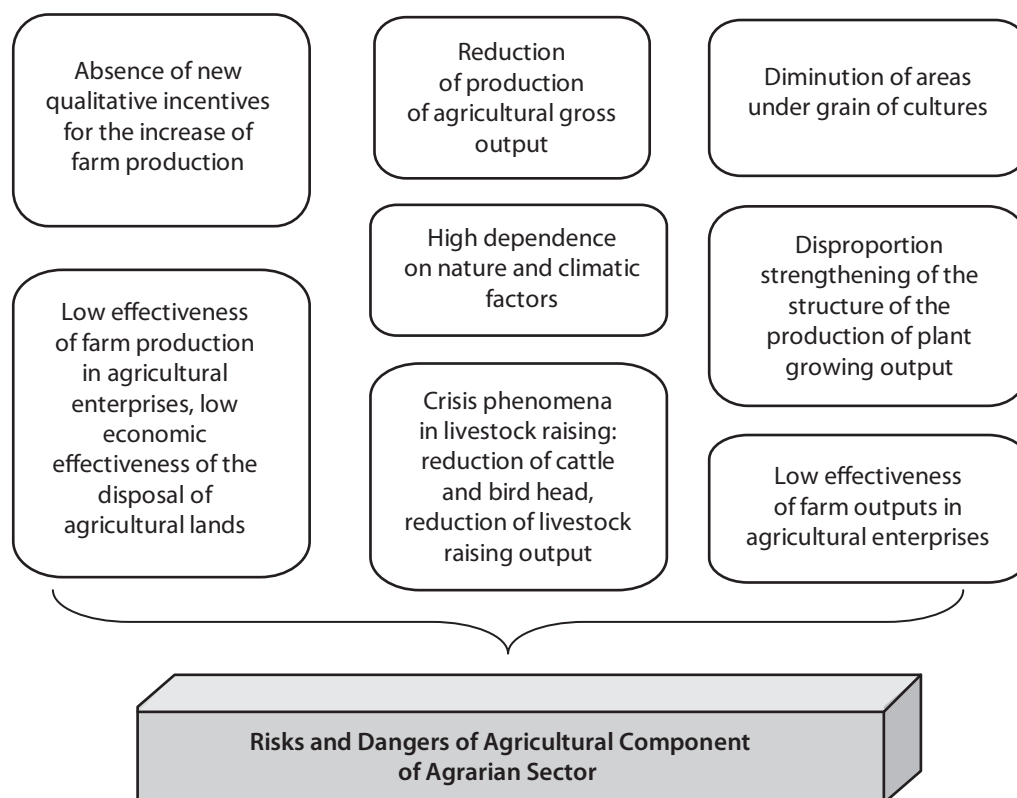 Absence of new
qualitative incentives
for the increase of
farm production
Low effectiveness
of farm production
in agricultural
enterprises, low
economic
effectiveness of the
disposal of
agricultural lands
Reduction
of production
of agricultural gross
output
High dependence
on nature and climatic
factors
Crisis phenomena
in livestock raising:
reduction of cattle
and bird head,
reduction of livestock
raising output
Diminution of areas
under grain of cultures
Disproportion
strengthening of the
structure of the
production of plant
growing output
Low effectiveness
of farm outputs in
agricultural enterprises
Risks and Dangers of Agricultural Component
of Agrarian Sector